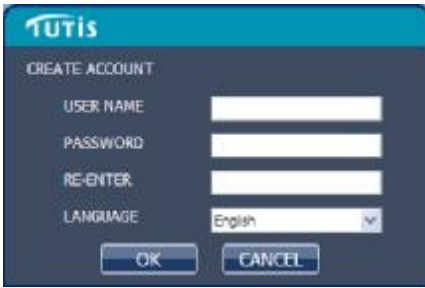 TUTiS
CREATE ACCOUNT
USER NAME
PASSWORD
RE-ENTER
LANGUAGE English
OK CANCEL